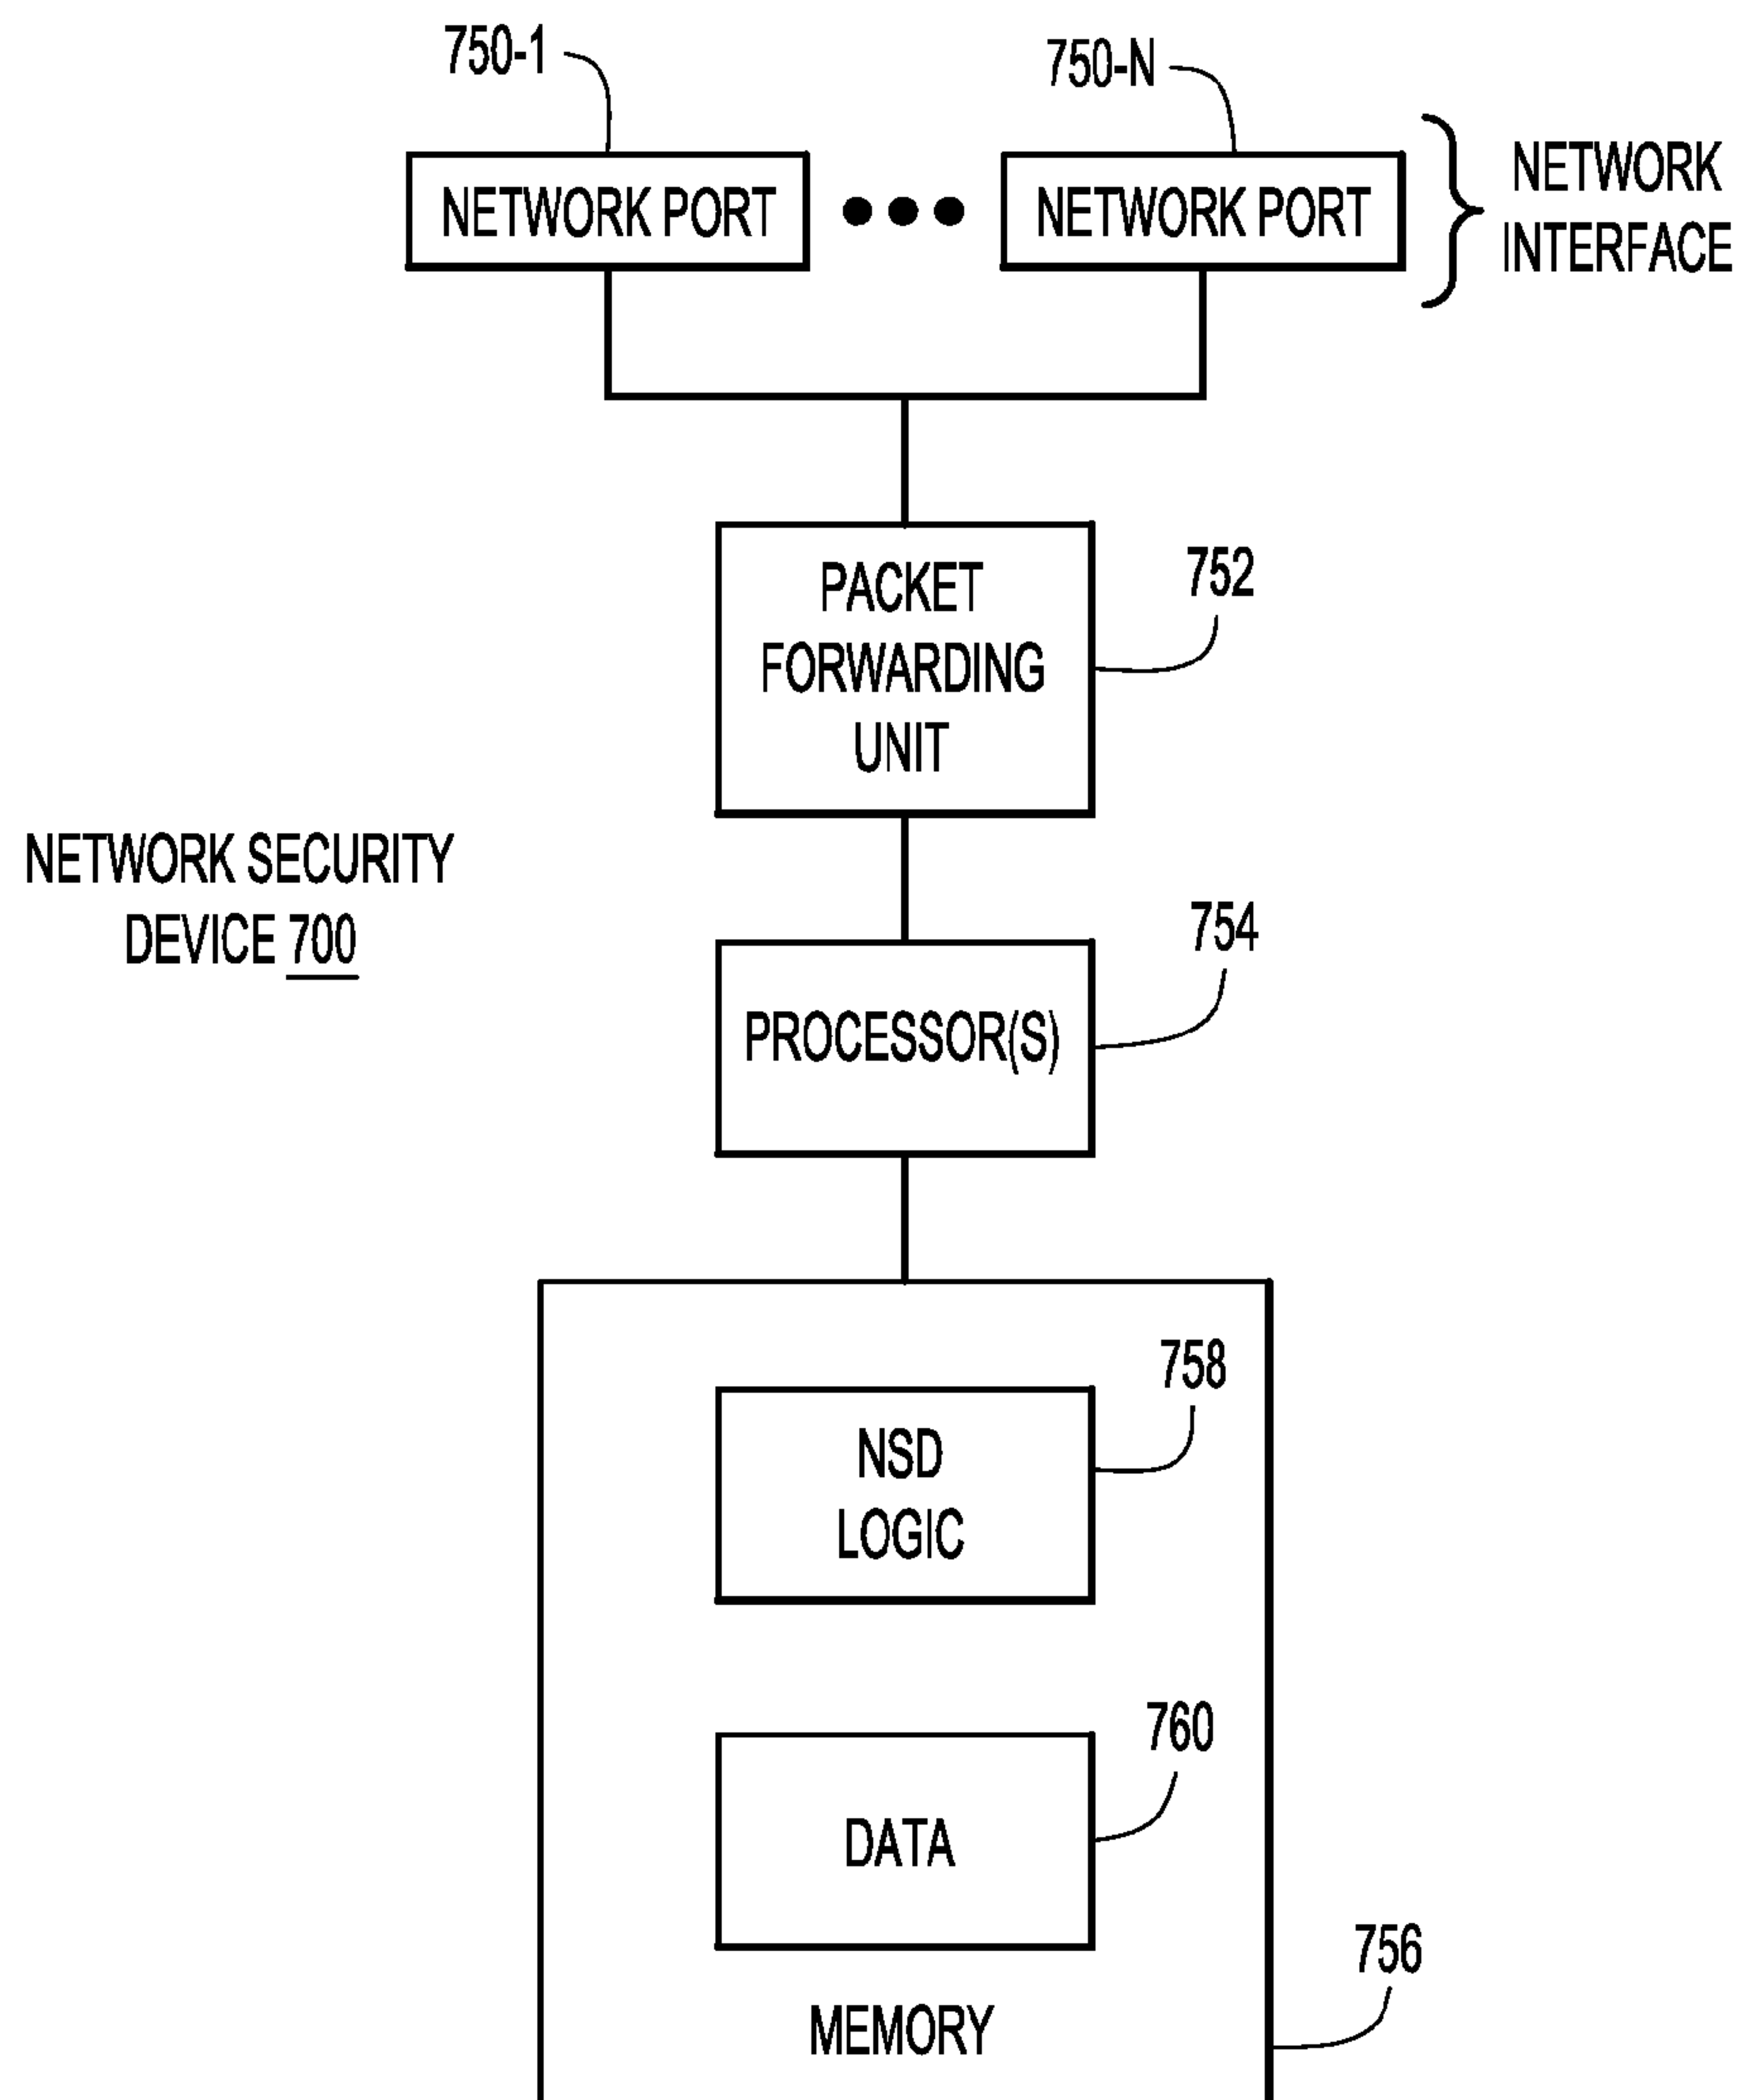 750-1
750-N
NETWORK PORT
NETWORK PORT
NETWORK
INTERFACE
PACKET
FORWARDING
UNIT
752
NETWORK SECURITY
DEVICE 700
754
PROCESSOR(S)
758
NSD
LOGIC
760
DATA
756
MEMORY